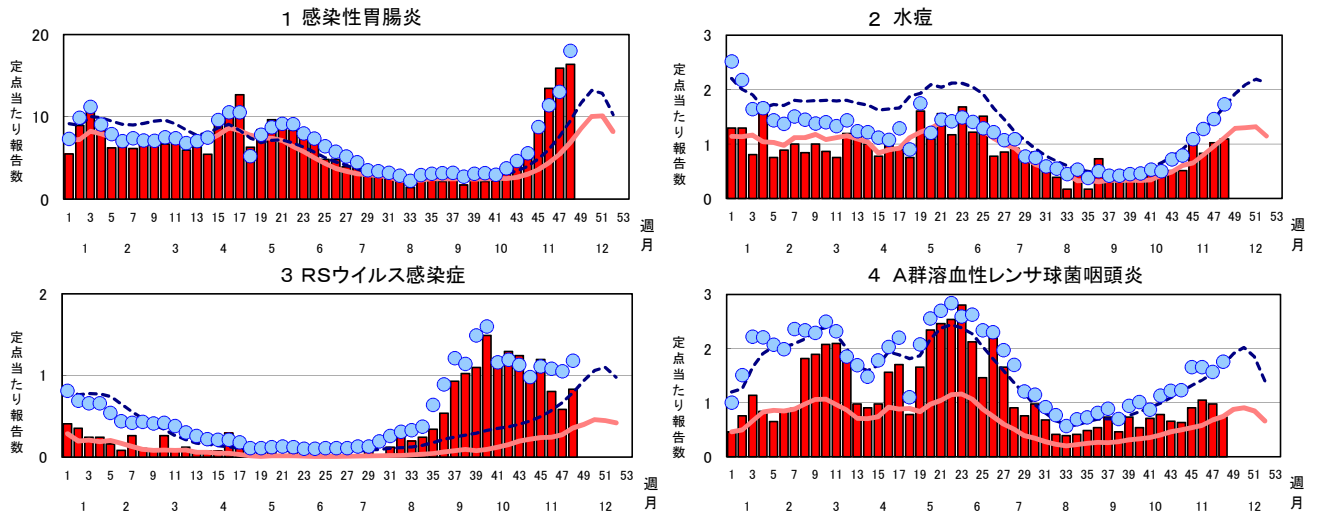 1 感染性胃腸炎
定点当たり報告数
20
10
0
1 3 5 7 9 11 13 15 17 19 21 23 25 27 29 31 33 35 37 39 41 43 45 47 49 51 53 週
1 2 3 4 5 6 7 8 9 10 11 12 月
2 水痘
定点当たり報告数
3
2
1
0
1 3 5 7 9 11 13 15 17 19 21 23 25 27 29 31 33 35 37 39 41 43 45 47 49 51 53 週
1 2 3 4 5 6 7 8 9 10 11 12 月
3 RSウイルス感染症
定点当たり報告数
2
1
0
1 3 5 7 9 11 13 15 17 19 21 23 25 27 29 31 33 35 37 39 41 43 45 47 49 51 53 週
1 2 3 4 5 6 7 8 9 10 11 12 月
4 A群溶血性レンサ球菌咽頭炎
定点当たり報告数
3
2
1
0
1 3 5 7 9 11 13 15 17 19 21 23 25 27 29 31 33 35 37 39 41 43 45 47 49 51 53 週
1 2 3 4 5 6 7 8 9 10 11 12 月